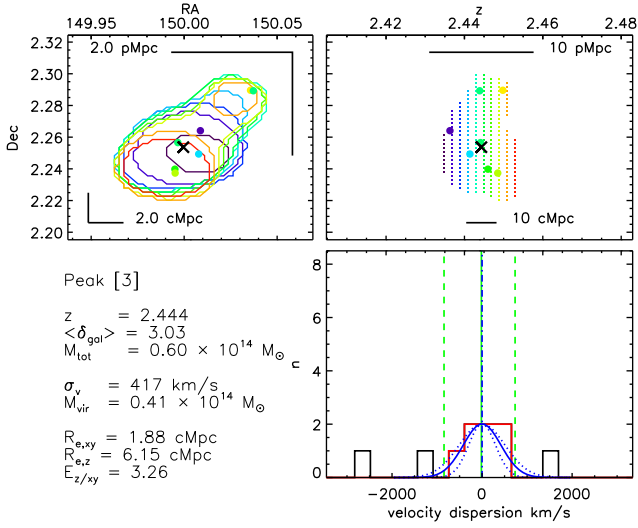 RA
z
149.95 150.00 150.05
2.42 2.44 2.46 2.48
2.32
2.30
2.28
2.26
2.24
2.22
2.20
Dec
2.0 pMpc
2.0 cMpc
10 pMpc
10 cMpc
Peak [3]
z = 2.444
<δgal> = 3.03
Mtot = 0.60 × 10^14 M⊙
σv = 417 km/s
Mvir = 0.41 × 10^14 M⊙
Re,xy = 1.88 cMpc
Re,z = 6.15 cMpc
Ez/xy = 3.26
8
6
4
2
0
n
−2000 0 2000
velocity dispersion km/s